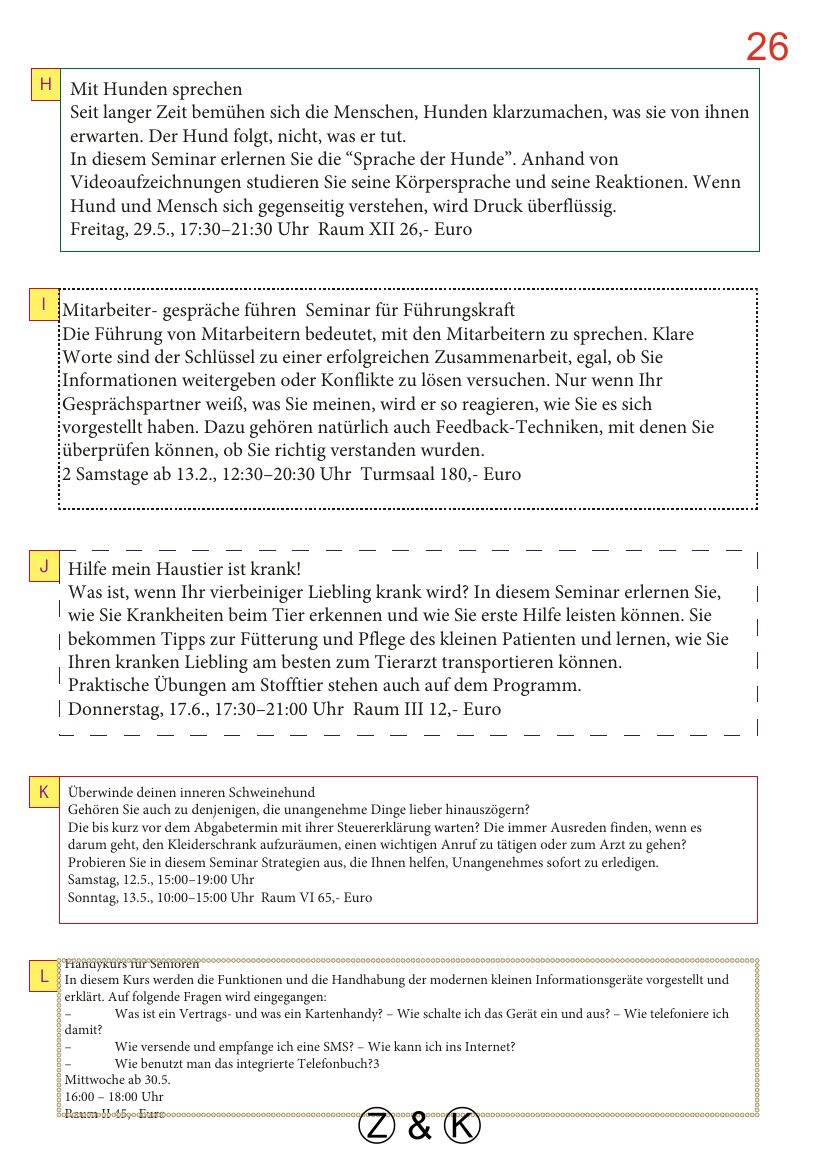 26
H
Mit Hunden sprechen
Seit langer Zeit bemühen sich die Menschen, Hunden klarzumachen, was sie von ihnen
erwarten. Der Hund folgt, nicht, was er tut.
In diesem Seminar erlernen Sie die “Sprache der Hunde”. Anhand von
Videoaufzeichnungen studieren Sie seine Körpersprache und seine Reaktionen. Wenn
Hund und Mensch sich gegenseitig verstehen, wird Druck überflüssig.
Freitag, 29.5., 17:30–21:30 Uhr Raum XII 26,- Euro
I
Mitarbeiter- gespräche führen Seminar für Führungskraft
Die Führung von Mitarbeitern bedeutet, mit den Mitarbeitern zu sprechen. Klare
Worte sind der Schlüssel zu einer erfolgreichen Zusammenarbeit, egal, ob Sie
Informationen weitergeben oder Konflikte zu lösen versuchen. Nur wenn Ihr
Gesprächspartner weiß, was Sie meinen, wird er so reagieren, wie Sie es sich
vorgestellt haben. Dazu gehören natürlich auch Feedback-Techniken, mit denen Sie
überprüfen können, ob Sie richtig verstanden wurden.
2 Samstage ab 13.2., 12:30–20:30 Uhr Turmsaal 180,- Euro
J
Hilfe mein Haustier ist krank!
Was ist, wenn Ihr vierbeiniger Liebling krank wird? In diesem Seminar erlernen Sie,
wie Sie Krankheiten beim Tier erkennen und wie Sie erste Hilfe leisten können. Sie
bekommen Tipps zur Fütterung und Pflege des kleinen Patienten und lernen, wie Sie
Ihren kranken Liebling am besten zum Tierarzt transportieren können.
Praktische Übungen am Stofftier stehen auch auf dem Programm.
Donnerstag, 17.6., 17:30–21:00 Uhr Raum III 12,- Euro
K
Überwinde deinen inneren Schweinehund
Gehören Sie auch zu denjenigen, die unangenehme Dinge lieber hinauszögern?
Die bis kurz vor dem Abgabetermin mit ihrer Steuererklärung warten? Die immer Ausreden finden, wenn es
darum geht, den Kleiderschrank aufzuräumen, einen wichtigen Anruf zu tätigen oder zum Arzt zu gehen?
Probieren Sie in diesem Seminar Strategien aus, die Ihnen helfen, Unangenehmes sofort zu erledigen.
Samstag, 12.5., 15:00–19:00 Uhr
Sonntag, 13.5., 10:00–15:00 Uhr Raum VI 65,- Euro
L
Handykurs für Senioren
In diesem Kurs werden die Funktionen und die Handhabung der modernen kleinen Informationsgeräte vorgestellt und
erklärt. Auf folgende Fragen wird eingegangen:
– Was ist ein Vertrags- und was ein Kartenhandy? – Wie schalte ich das Gerät ein und aus? – Wie telefoniere ich
damit?
– Wie versende und empfange ich eine SMS? – Wie kann ich ins Internet?
– Wie benutzt man das integrierte Telefonbuch?3
Mittwoche ab 30.5.
16:00 – 18:00 Uhr
Raum II 45,- Euro
Z & K